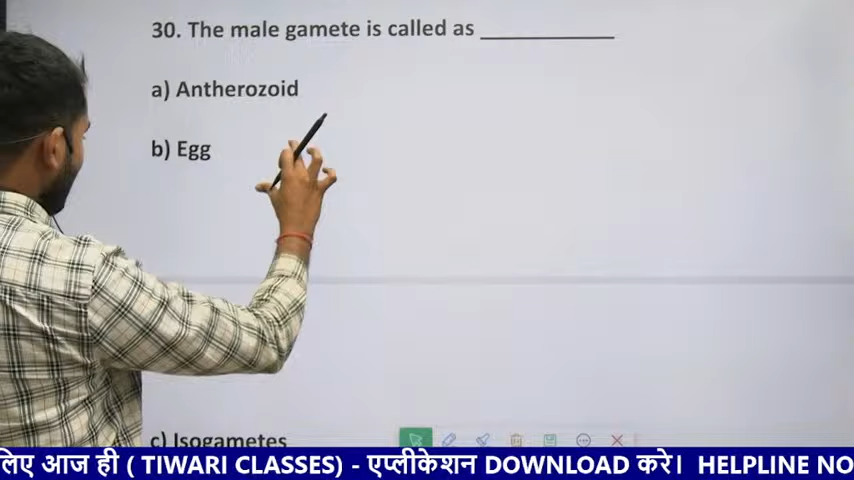 30. The male gamete is called as ____________
a) Antherozoid
b) Egg
c) Isogametes
लिए आज ही ( TIWARI CLASSES) - एप्लीकेशन DOWNLOAD करे। HELPLINE NO